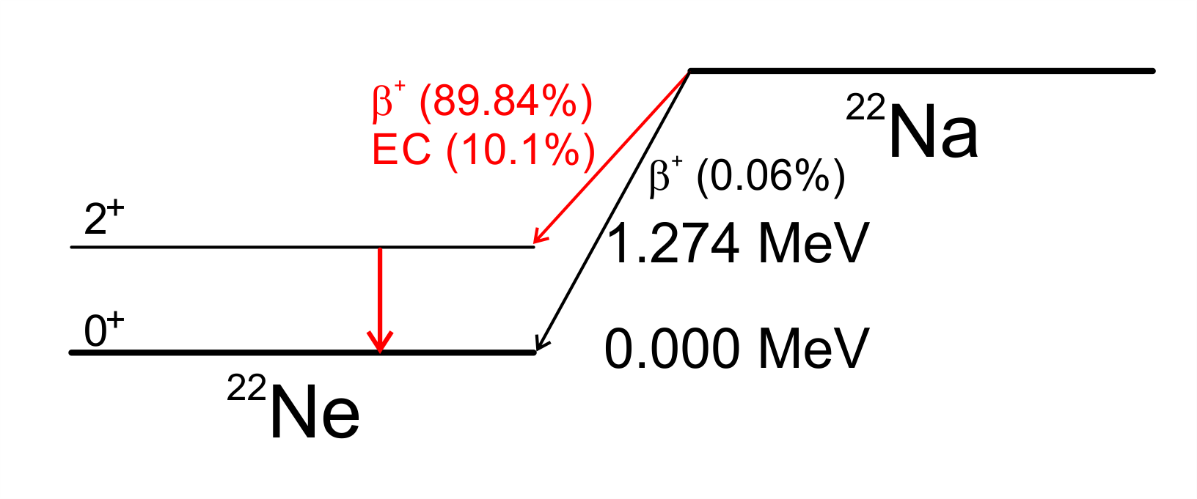 β⁺ (89.84%)
EC (10.1%)
²²Na
β⁺ (0.06%)
2⁺
1.274 MeV
0⁺
0.000 MeV
²²Ne